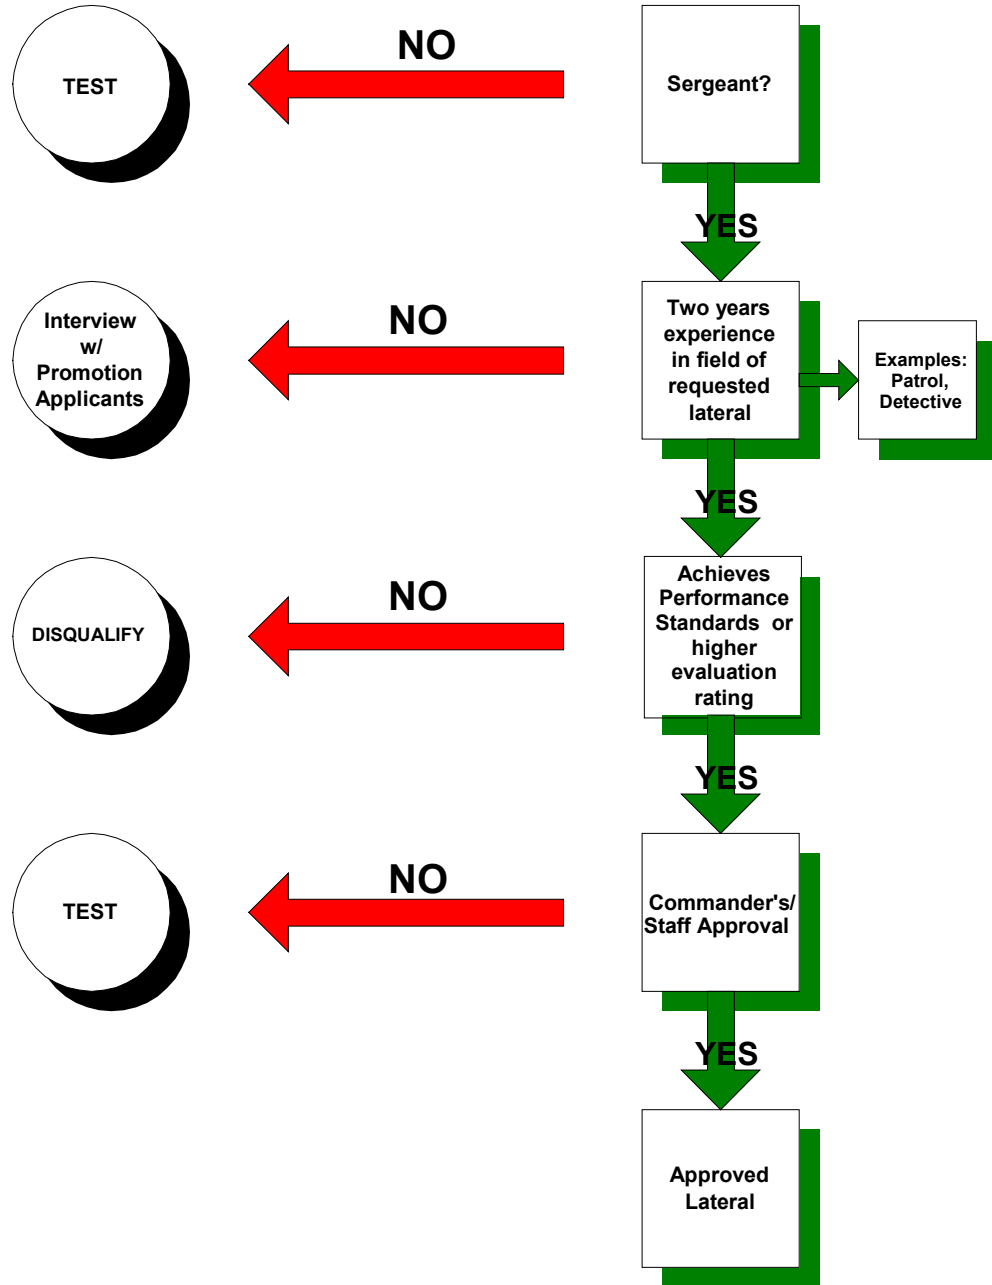 NO
TEST
Sergeant?
YES
NO
Interview
w/
Promotion
Applicants
Two years
experience
in field of
requested
lateral
Examples:
Patrol,
Detective
YES
NO
DISQUALIFY
Achieves
Performance
Standards or
higher
evaluation
rating
YES
NO
TEST
Commander's/
Staff Approval
YES
Approved
Lateral